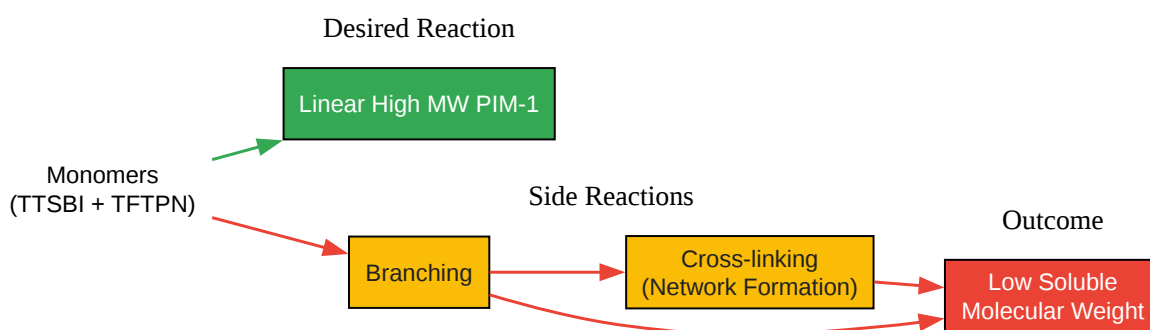 Desired Reaction
Linear High MW PIM-1
Monomers
(TTSBI + TFTPN)
Side Reactions
Outcome
Branching
Cross-linking
(Network Formation)
Low Soluble
Molecular Weight